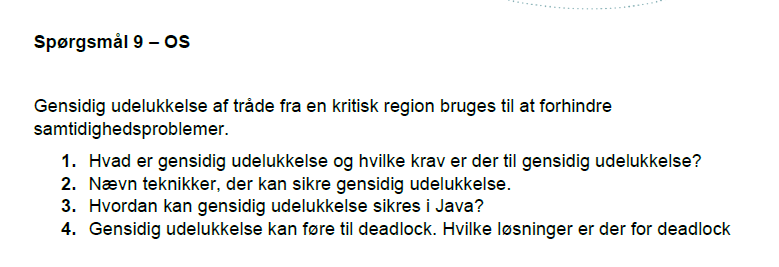 Spørgsmål 9 – OS
Gensidig udelukkelse af tråde fra en kritisk region bruges til at forhindre
samtidighedsproblemer.
1. Hvad er gensidig udelukkelse og hvilke krav er der til gensidig udelukkelse?
2. Nævn teknikker, der kan sikre gensidig udelukkelse.
3. Hvordan kan gensidig udelukkelse sikres i Java?
4. Gensidig udelukkelse kan føre til deadlock. Hvilke løsninger er der for deadlock